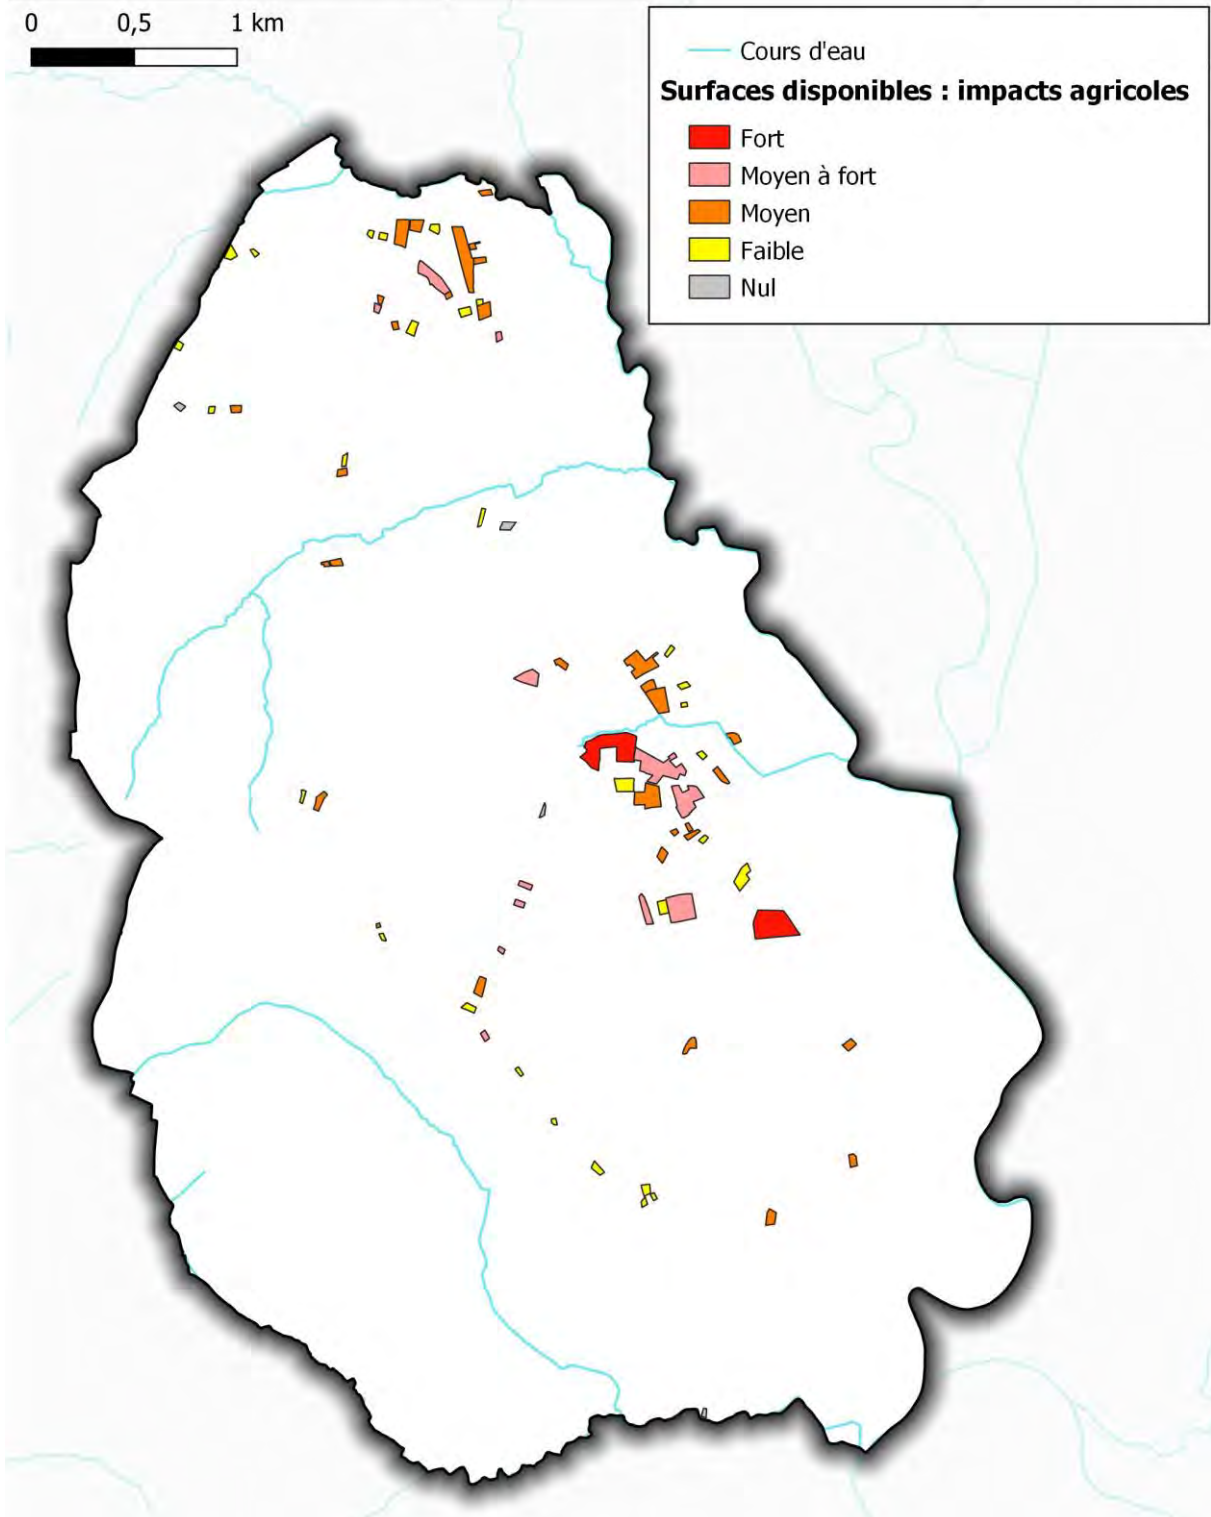 0 0,5 1 km
Cours d'eau
Surfaces disponibles : impacts agricoles
Fort
Moyen à fort
Moyen
Faible
Nul